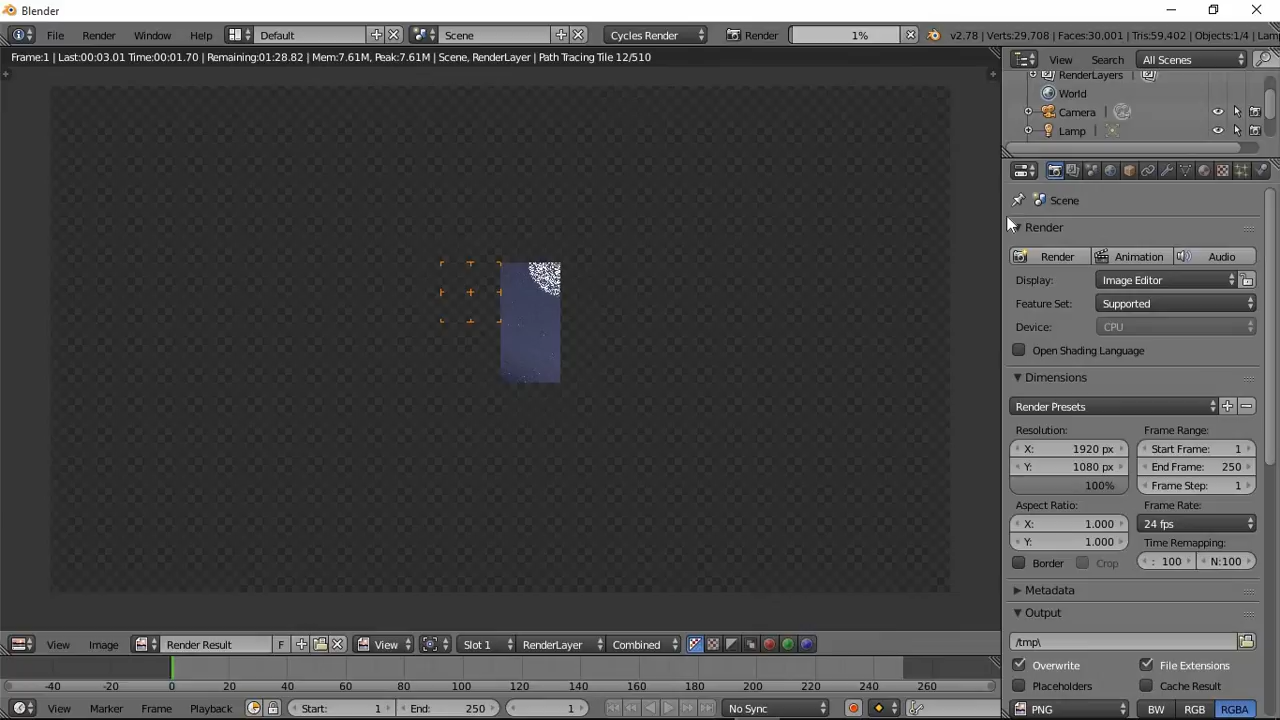 Blender
File Render Window Help Default Scene Cycles Render Render 1% v2.78 | Verts:29,708 | Faces:30,001 | Tris:59,402 | Objects:1/4 |
Frame:1 | Last:00:03.01 Time:00:01.70 | Remaining:01:28.82 | Mem:7.61M, Peak:7.61M | Scene, RenderLayer | Path Tracing Tile 12/510
View Search All Scenes
RenderLayers
World
Camera
Lamp
Scene
Render
Render Animation Audio
Display: Image Editor
Feature Set: Supported
Device: CPU
Open Shading Language
Dimensions
Render Presets
Resolution: Frame Range:
X: 1920 px Start Frame: 1
Y: 1080 px End Frame: 250
100% Frame Step: 1
Aspect Ratio: Frame Rate:
X: 1.000 24 fps
Y: 1.000 Time Remapping:
Border Crop : 100 N:100
Metadata
Output
/tmp\
Overwrite File Extensions
Placeholders Cache Result
PNG BW RGB RGBA
View Image Render Result F View Slot 1 RenderLayer Combined
-40 -20 0 20 40 60 80 100 120 140 160 180 200 220 240 260
View Marker Frame Playback Start: 1 End: 250 1 No Sync